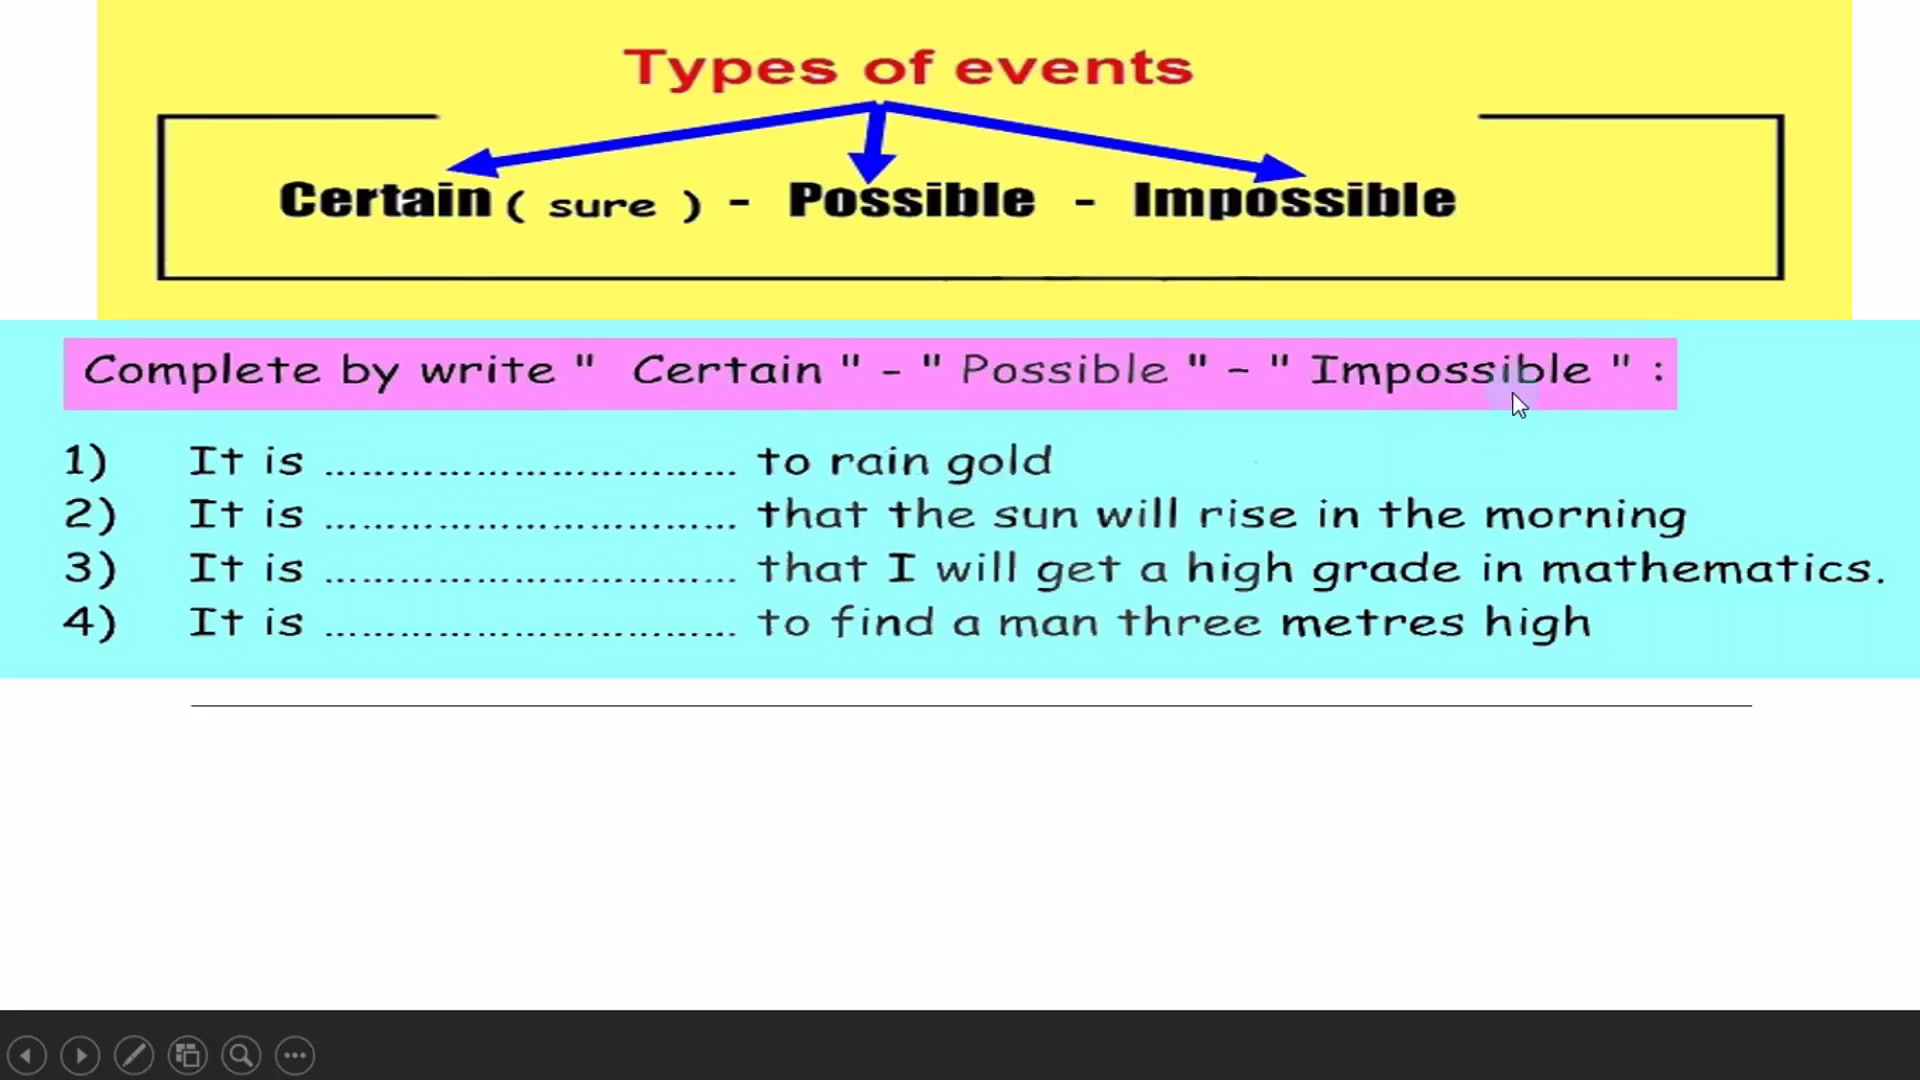 Types of events
Certain ( sure ) - Possible - Impossible
Complete by write " Certain " - " Possible " - " Impossible " :
1) It is ................................. to rain gold
2) It is ................................. that the sun will rise in the morning
3) It is ................................. that I will get a high grade in mathematics.
4) It is ................................. to find a man three metres high